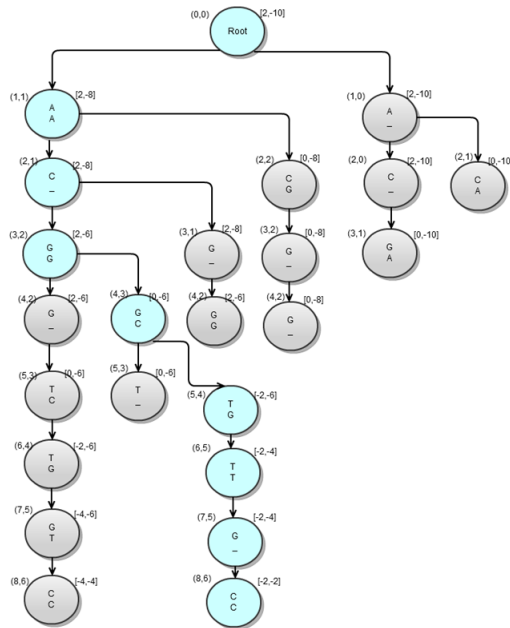 (0,0) [2,-10]
Root
(1,1) [2,-8]
A
A
(1,0) [2,-10]
A
_
(2,1) [2,-8]
C
_
(2,2) [0,-8]
C
G
(2,0) [2,-10]
C
_
(2,1) [0,-10]
C
A
(3,2) [2,-6]
G
G
(3,1) [2,-8]
G
_
(3,2) [0,-8]
G
_
(3,1) [0,-10]
G
A
(4,2) [2,-6]
G
_
(4,3) [0,-6]
G
C
(4,2) [2,-6]
G
G
(4,2) [0,-8]
G
_
(5,3) [0,-6]
T
C
(5,3) [0,-6]
T
_
(5,4) [-2,-6]
T
G
(6,4) [-2,-6]
T
G
(6,5) [-2,-4]
T
T
(7,5) [-4,-6]
G
T
(7,5) [-2,-4]
G
_
(8,6) [-4,-4]
C
C
(8,6) [-2,-2]
C
C